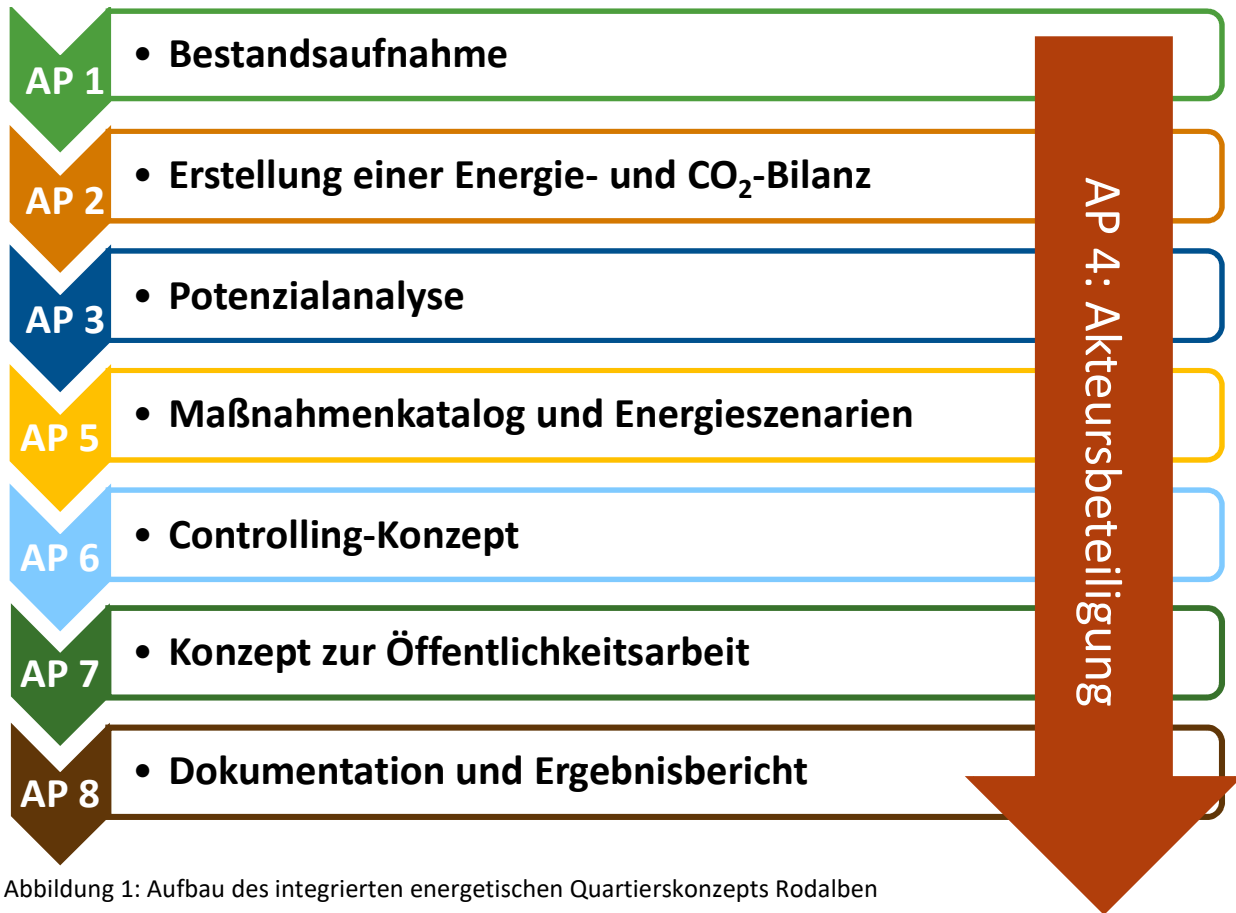 AP 1
• Bestandsaufnahme
AP 2
• Erstellung einer Energie- und CO₂-Bilanz
AP 3
• Potenzialanalyse
AP 5
• Maßnahmenkatalog und Energieszenarien
AP 6
• Controlling-Konzept
AP 7
• Konzept zur Öffentlichkeitsarbeit
AP 8
• Dokumentation und Ergebnisbericht
AP 4: Akteursbeteiligung
Abbildung 1: Aufbau des integrierten energetischen Quartierskonzepts Rodalben